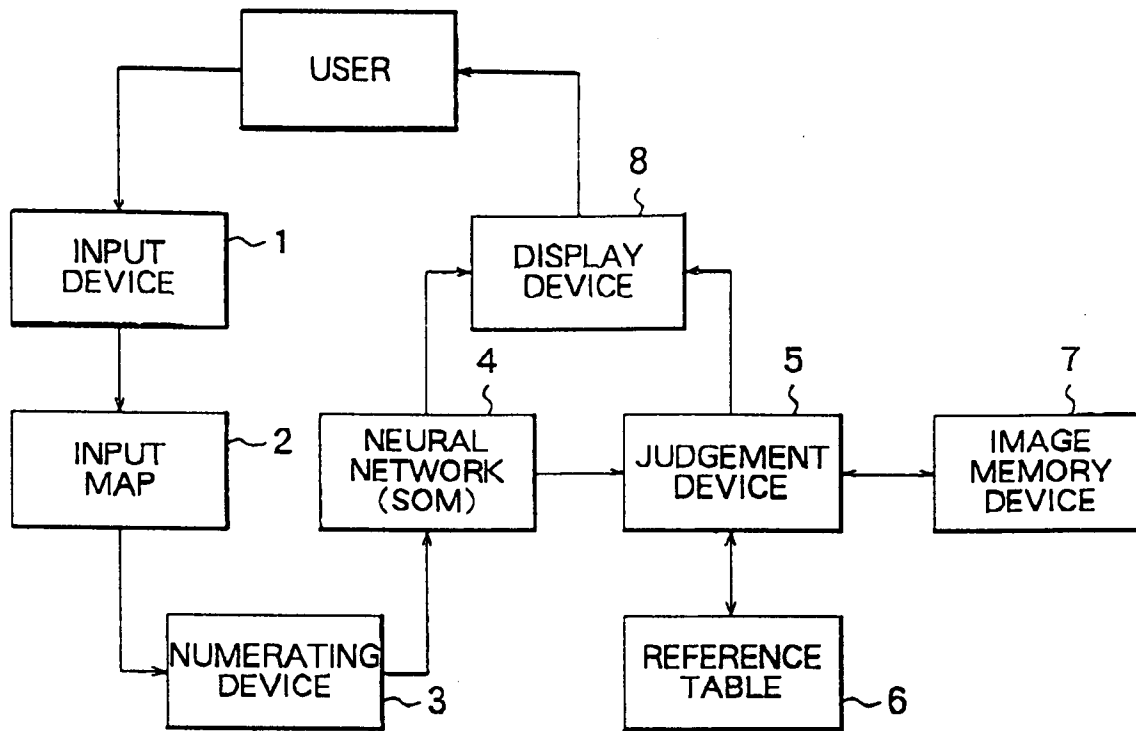 USER
8
INPUT
DEVICE
1
DISPLAY
DEVICE
4
5
7
INPUT
MAP
2
NEURAL
NETWORK
(SOM)
JUDGEMENT
DEVICE
IMAGE
MEMORY
DEVICE
NUMERATING
DEVICE
3
REFERENCE
TABLE
6